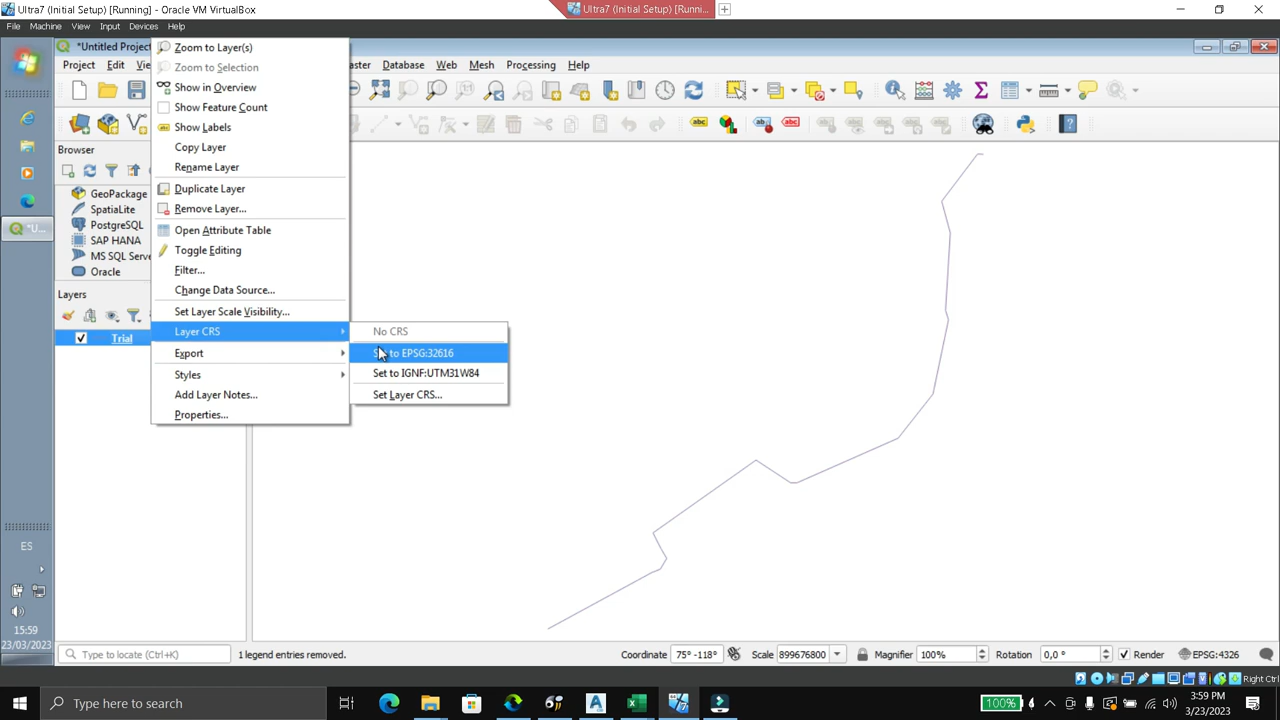 Ultra7 (Initial Setup) [Running] - Oracle VM VirtualBox
Ultra7 (Initial Setup) [Runni...
File Machine View Input Devices Help
*Untitled Project
Project Edit Database Web Mesh Processing Help
Browser
GeoPackage
SpatiaLite
PostgreSQL
SAP HANA
Oracle
Layers
Trial
Zoom to Layer(s)
Zoom to Selection
Show in Overview
Show Feature Count
Show Labels
Copy Layer
Rename Layer
Duplicate Layer
Remove Layer...
Open Attribute Table
Toggle Editing
Filter...
Change Data Source...
Set Layer Scale Visibility...
Layer CRS
Export
Styles
Add Layer Notes...
Properties...
No CRS
to EPSG:32616
Set to IGNF:UTM31W84
Set Layer CRS...
abc
abc
abc
abc
"U...
ES
15:59
23/03/2023
Type to locate (Ctrl+K)
1 legend entries removed.
Coordinate 75° -118°
Scale 899676800
Magnifier 100%
Rotation 0,0 °
Render
EPSG:4326
Right Ctrl
Type here to search
100%
3:59 PM
3/23/2023